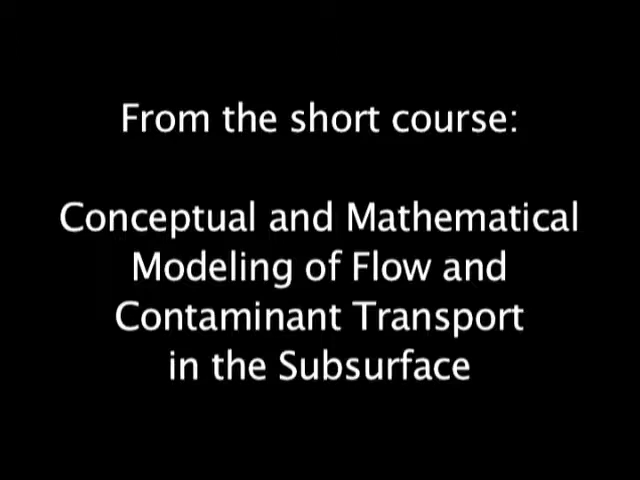 From the short course:
Conceptual and Mathematical
Modeling of Flow and
Contaminant Transport
in the Subsurface